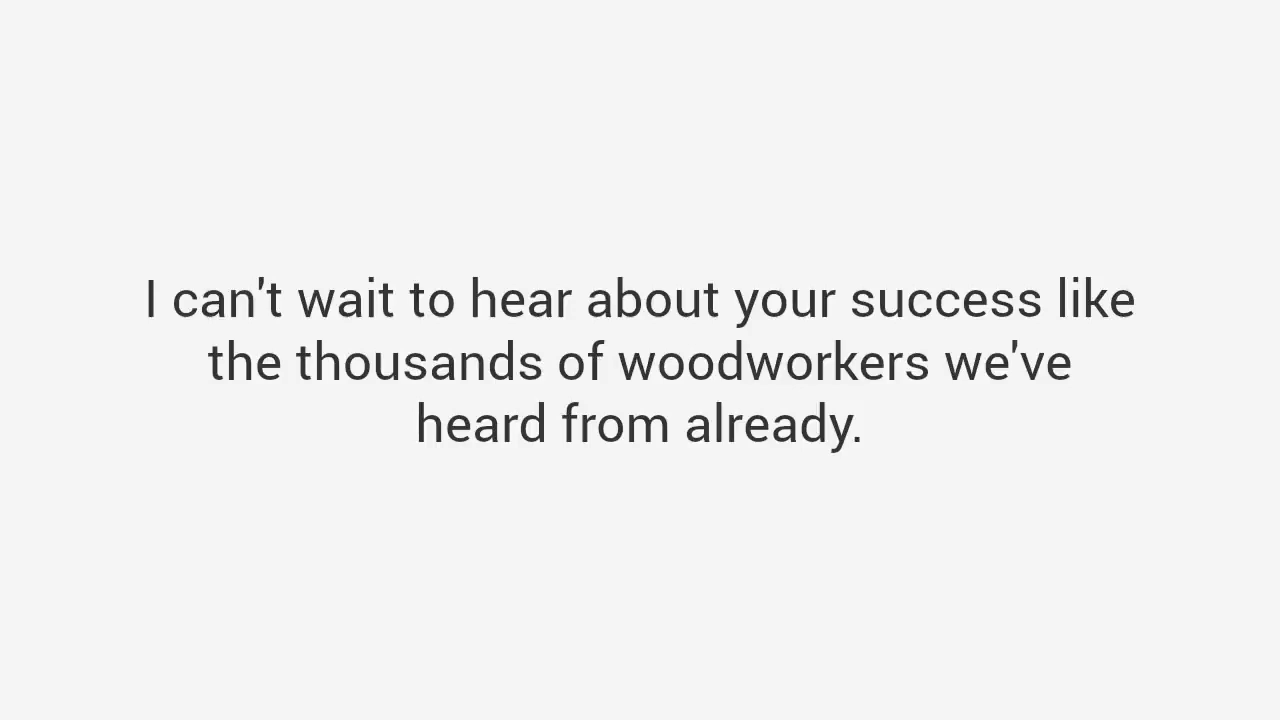 I can't wait to hear about your success like
the thousands of woodworkers we've
heard from already.